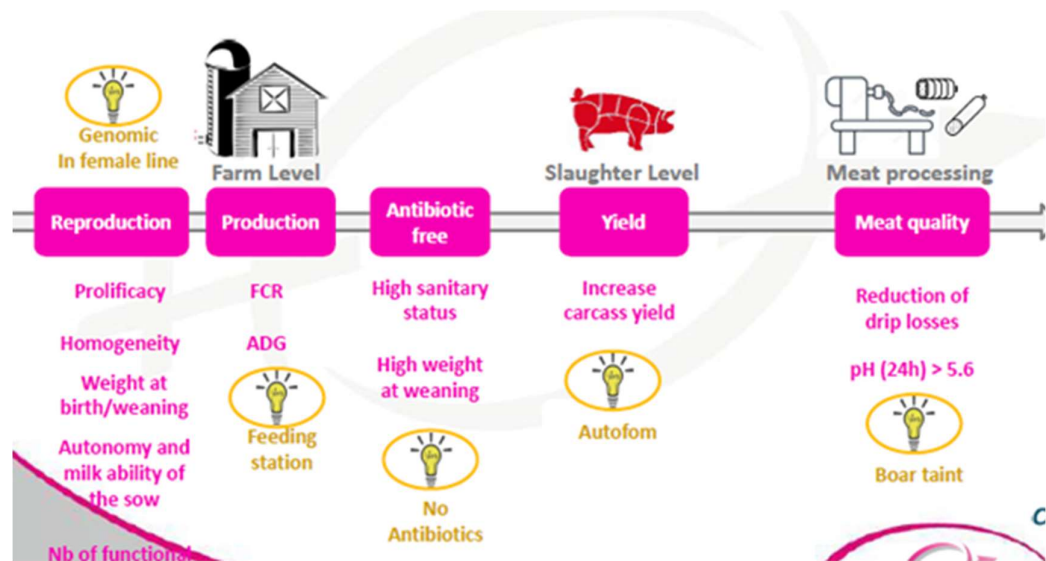 Genomic
In female line
Farm Level
Slaughter Level
Meat processing
Reproduction
Production
Antibiotic
free
Yield
Meat quality
Prolificacy
Homogeneity
Weight at
birth/weaning
Autonomy and
milk ability of
the sow
Nb of functional
FCR
ADG
Feeding
station
High sanitary
status
High weight
at weaning
No
Antibiotics
Increase
carcass yield
Autofom
Reduction of
drip losses
pH (24h) > 5.6
Boar taint
C